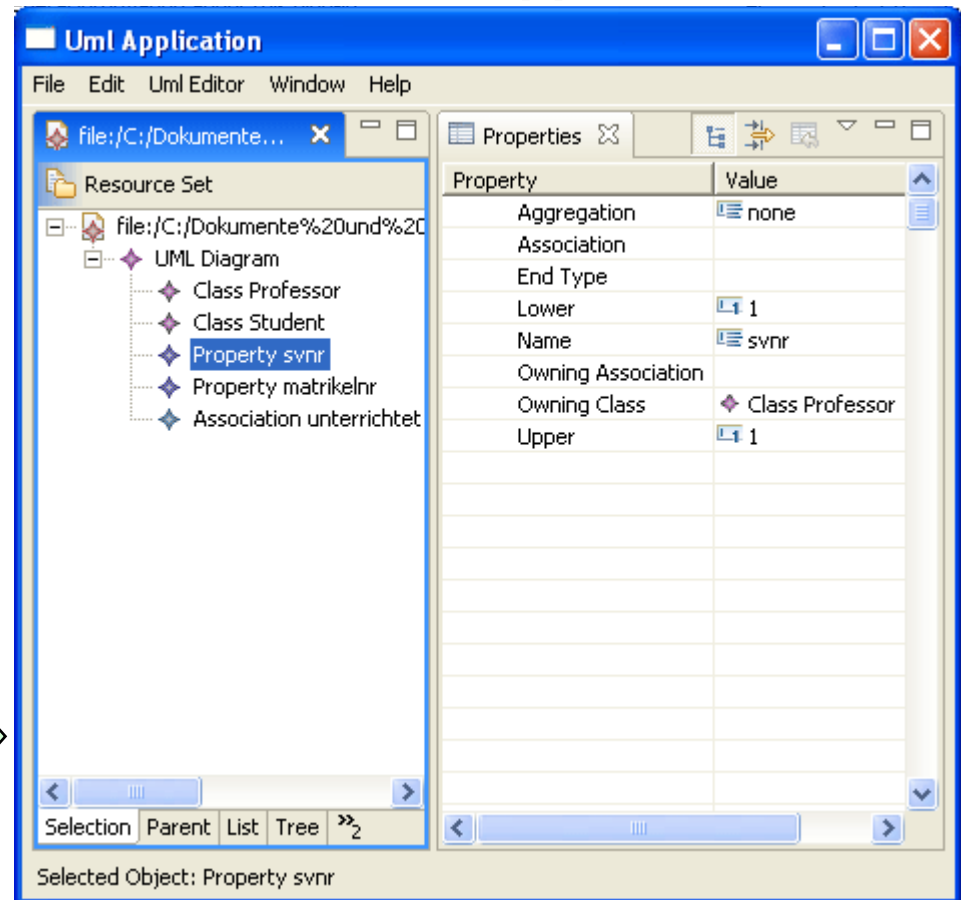 Uml Application
File Edit Uml Editor Window Help
file:/C:/Dokumente...
Resource Set
file:/C:/Dokumente%20und%20
UML Diagram
Class Professor
Class Student
Property svnr
Property matrikelnr
Association unterrichtet
Selection Parent List Tree »2
Properties
Property Value
Aggregation none
Association
End Type
Lower 1
Name svnr
Owning Association
Owning Class Class Professor
Upper 1
Selected Object: Property svnr